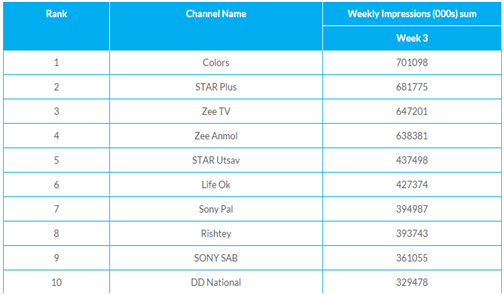 Rank Channel Name Weekly Impressions (000s) sum
Week 3
1 Colors 701098
2 STAR Plus 681775
3 Zee TV 647201
4 Zee Anmol 638381
5 STAR Utsav 437498
6 Life Ok 427374
7 Sony Pal 394987
8 Rishtey 393743
9 SONY SAB 361055
10 DD National 329478